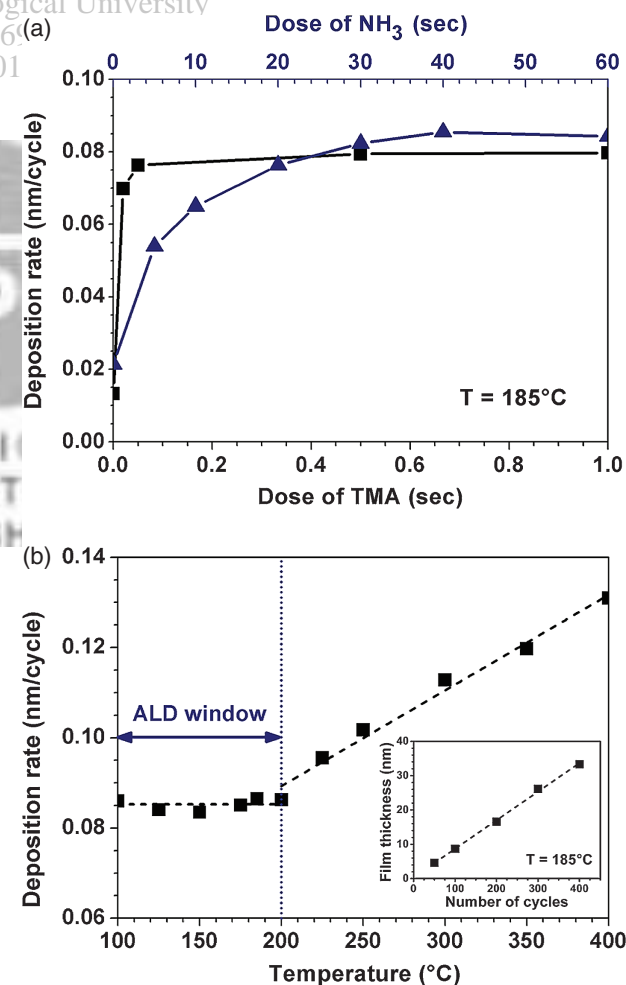 ogical University
(a)
Dose of NH3 (sec)
0 10 20 30 40 50 60
0.10
0.08
0.06
0.04
0.02
0.00
Deposition rate (nm/cycle)
T = 185°C
0.0 0.2 0.4 0.6 0.8 1.0
Dose of TMA (sec)
(b)
0.14
0.12
0.10
0.08
0.06
Deposition rate (nm/cycle)
ALD window
40
30
20
10
0
Film thickness (nm)
T = 185°C
0 100 200 300 400
Number of cycles
100 150 200 250 300 350 400
Temperature (°C)